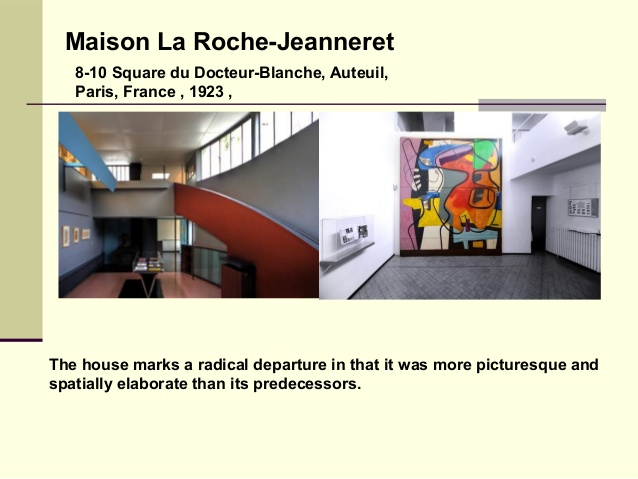 Maison La Roche-Jeanneret
8-10 Square du Docteur-Blanche, Auteuil,
Paris, France , 1923 ,
The house marks a radical departure in that it was more picturesque and
spatially elaborate than its predecessors.